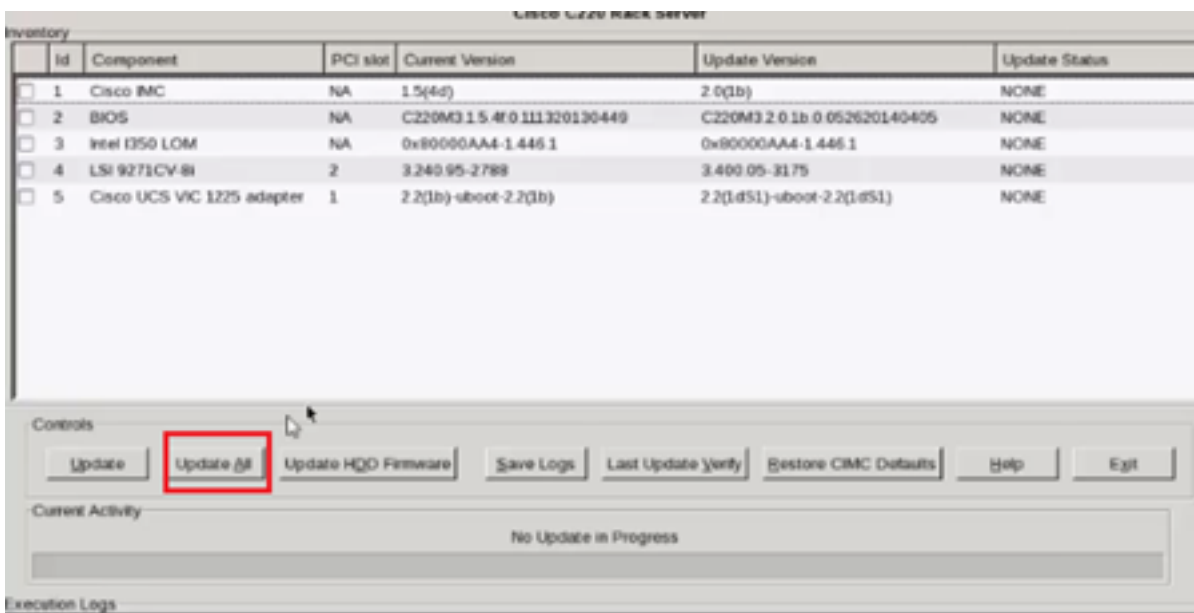 Cisco C220 Rack Server
Inventory
Id Component PCI slot Current Version Update Version Update Status
1 Cisco IMC NA 1.5(4d) 2.0(1b) NONE
2 BIOS NA C220M3.1.5.4f.0.111320130449 C220M3.2.0.1b.0.052620140405 NONE
3 Intel I350 LOM NA 0x80000AA4-1.446.1 0x80000AA4-1.446.1 NONE
4 LSI 9271CV-8i 2 3.240.95-2788 3.400.05-3175 NONE
5 Cisco UCS VIC 1225 adapter 1 2.2(1b)-uboot-2.2(1b) 2.2(1dS1)-uboot-2.2(1dS1) NONE
Controls
Update Update All Update HDD Firmware Save Logs Last Update Verify Restore CIMC Defaults Help Exit
Current Activity
No Update in Progress
Execution Logs